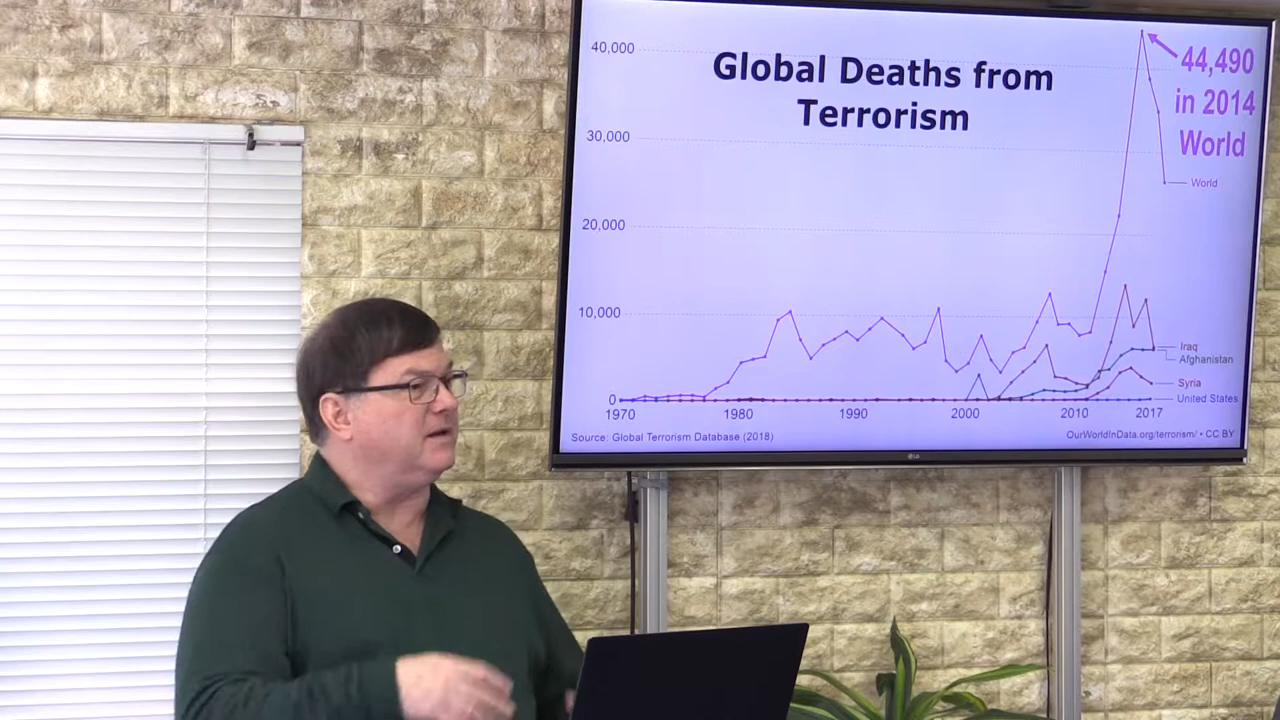 Global Deaths from
Terrorism
44,490
in 2014
World
40,000
30,000
20,000
10,000
0
World
Iraq
Afghanistan
Syria
United States
1970
1980
1990
2000
2010
2017
Source: Global Terrorism Database (2018)
OurWorldInData.org/terrorism/ • CC BY
LG